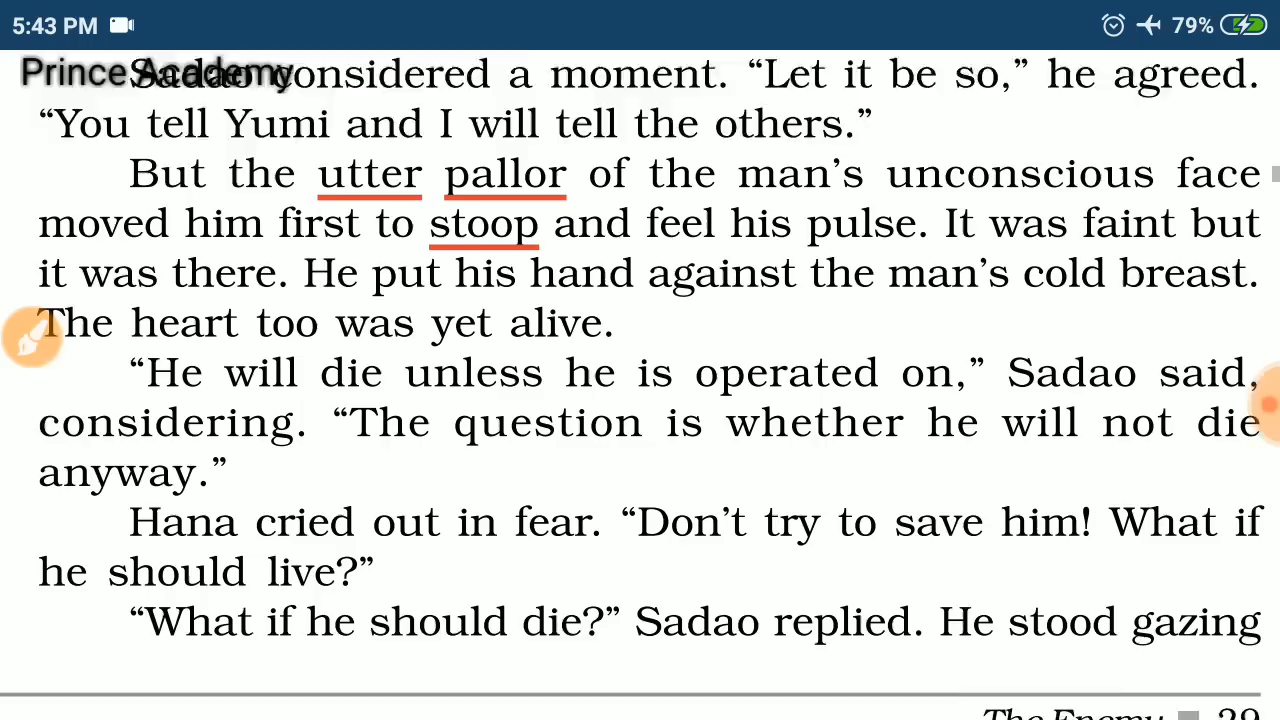 5:43 PM 79%
Prince Academy
Sadao considered a moment. “Let it be so,” he agreed.
“You tell Yumi and I will tell the others.”
But the utter pallor of the man’s unconscious face
moved him first to stoop and feel his pulse. It was faint but
it was there. He put his hand against the man’s cold breast.
The heart too was yet alive.
“He will die unless he is operated on,” Sadao said,
considering. “The question is whether he will not die
anyway.”
Hana cried out in fear. “Don’t try to save him! What if
he should live?”
“What if he should die?” Sadao replied. He stood gazing
The Enemy 29